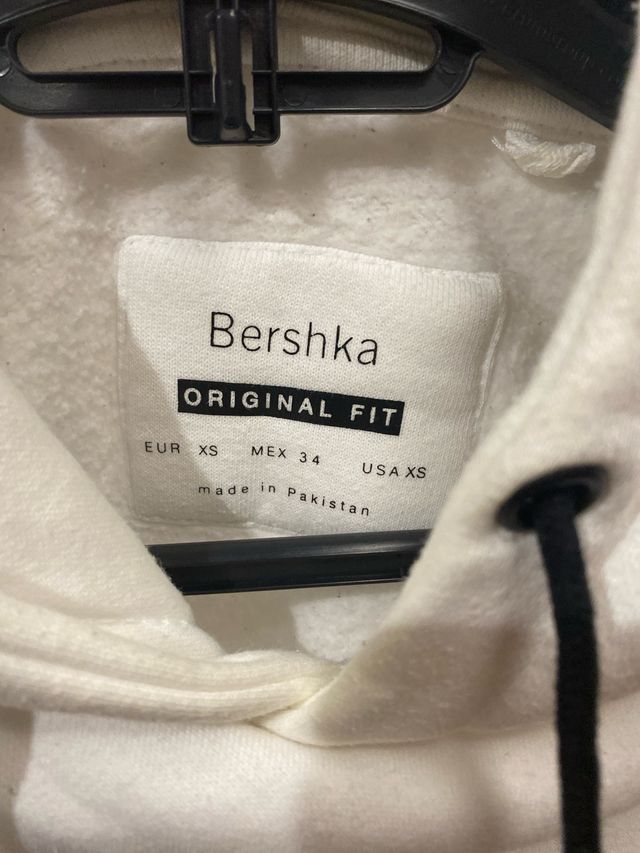 Bershka
ORIGINAL FIT
EUR XS MEX 34 USA XS
made in Pakistan